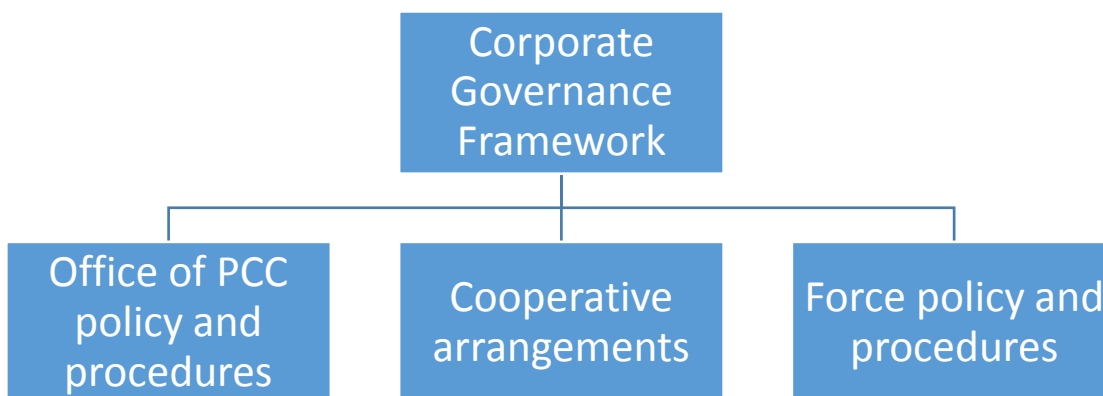 Corporate
Governance
Framework
Office of PCC
policy and
procedures
Cooperative
arrangements
Force policy and
procedures